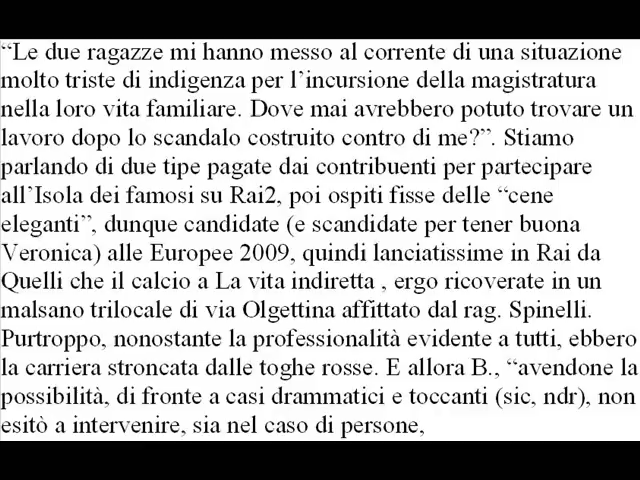 “Le due ragazze mi hanno messo al corrente di una situazione
molto triste di indigenza per l’incursione della magistratura
nella loro vita familiare. Dove mai avrebbero potuto trovare un
lavoro dopo lo scandalo costruito contro di me?”. Stiamo
parlando di due tipe pagate dai contribuenti per partecipare
all’Isola dei famosi su Rai2, poi ospiti fisse delle “cene
eleganti”, dunque candidate (e scandidate per tener buona
Veronica) alle Europee 2009, quindi lanciatissime in Rai da
Quelli che il calcio a La vita indiretta , ergo ricoverate in un
malsano trilocale di via Olgettina affittato dal rag. Spinelli.
Purtroppo, nonostante la professionalità evidente a tutti, ebbero
la carriera stroncata dalle toghe rosse. E allora B., “avendone la
possibilità, di fronte a casi drammatici e toccanti (sic, ndr), non
esitò a intervenire, sia nel caso di persone,